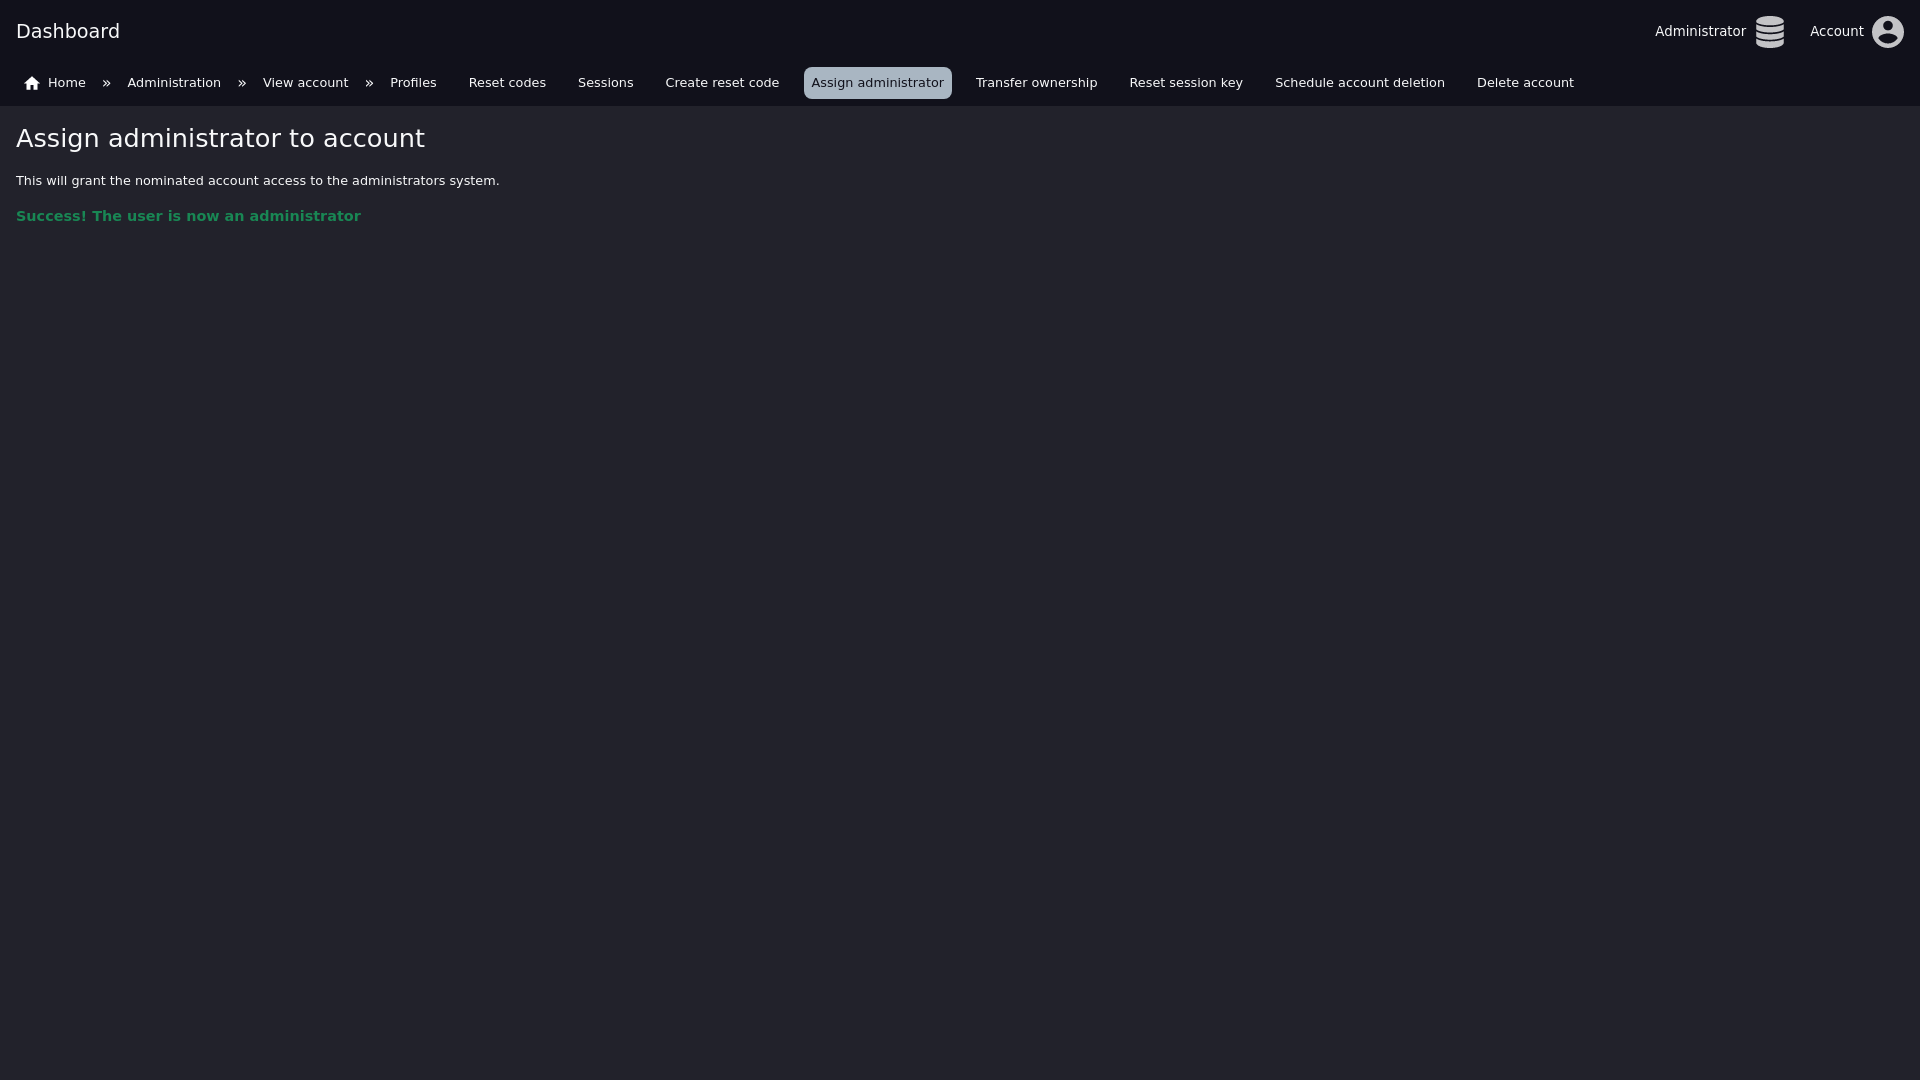 Dashboard
Administrator
Account
Home » Administration » View account » Profiles Reset codes Sessions Create reset code Assign administrator Transfer ownership Reset session key Schedule account deletion Delete account
Assign administrator to account
This will grant the nominated account access to the administrators system.
Success! The user is now an administrator